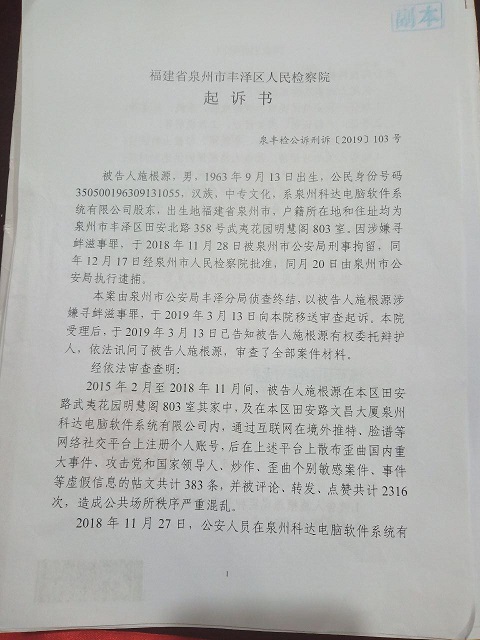 副本
福建省泉州市丰泽区人民检察院
起诉书
泉丰检公诉刑诉〔2019〕103号
被告人施根源，男，1963年9月13日出生，公民身份号码
350500196309131055，汉族，中专文化，系泉州科达电脑软件系
统有限公司股东，出生地福建省泉州市，户籍所在地和住址均为
泉州市丰泽区田安北路358号武夷花园明慧阁803室。因涉嫌寻
衅滋事罪，于2018年11月28日被泉州市公安局刑事拘留，同
年12月17日经泉州市人民检察院批准，同月20日由泉州市公
安局执行逮捕。
本案由泉州市公安局丰泽分局侦查终结，以被告人施根源涉
嫌寻衅滋事罪，于2019年3月13日向本院移送审查起诉。本院
受理后，于2019年3月13日已告知被告人施根源有权委托辩护
人，依法讯问了被告人施根源，审查了全部案件材料。
经依法审查查明：
2015年2月至2018年11月间，被告人施根源在本区田安
路武夷花园明慧阁803室其家中，及在本区田安路文昌大厦泉州
科达电脑软件系统有限公司内，通过互联网在境外推特、脸谱等
网络社交平台上注册个人账号，后在上述平台上散布歪曲国内重
大事件、攻击党和国家领导人、炒作、歪曲个别敏感案件、事件
等虚假信息的帖文共计383条，并被评论、转发、点赞共计2316
次，造成公共场所秩序严重混乱。
2018年11月27日，公安人员在泉州科达电脑软件系统有
1